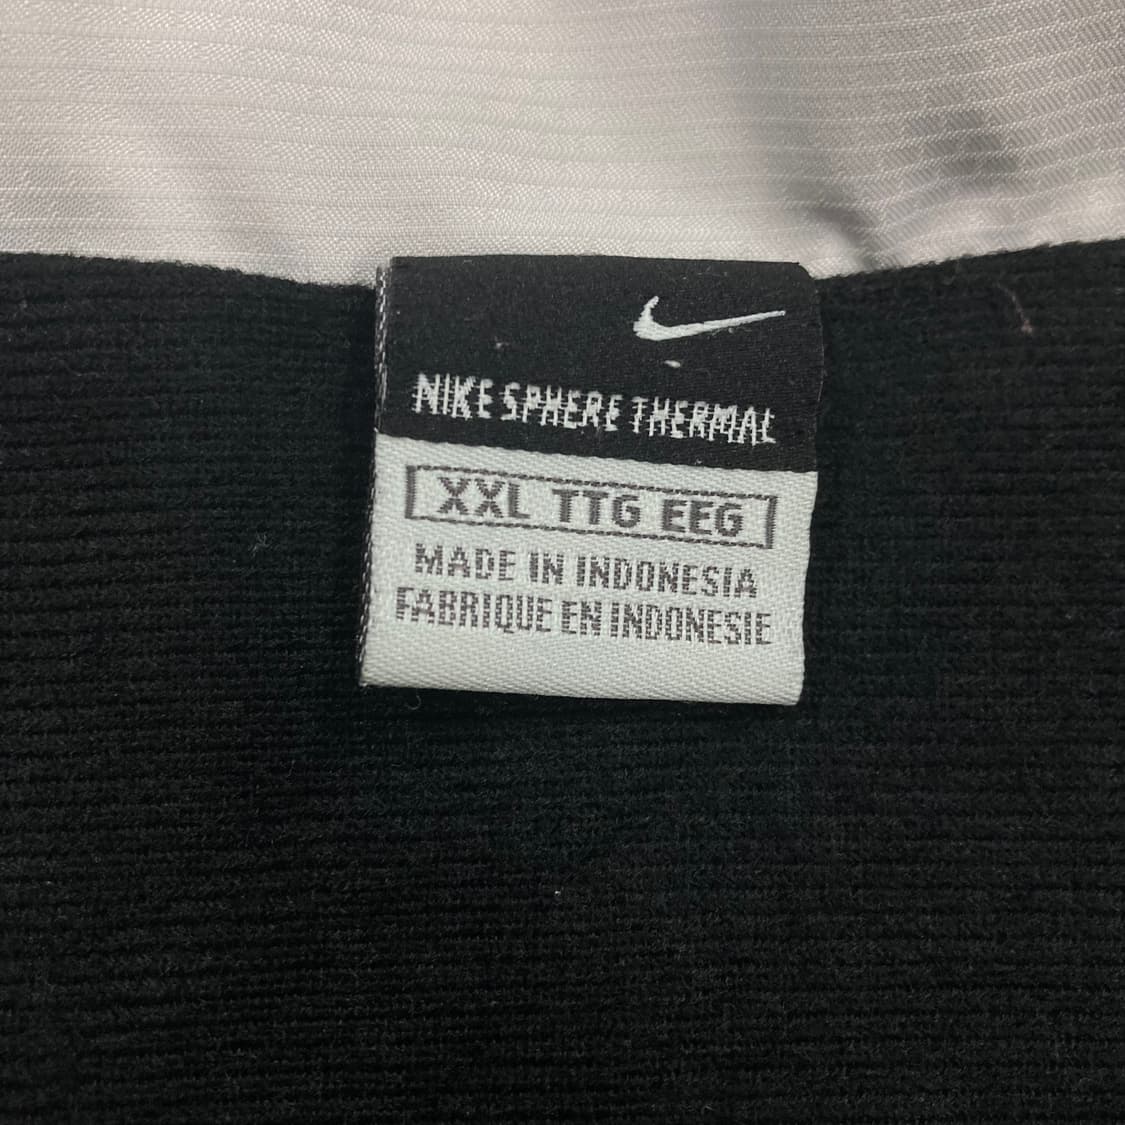 NIKE SPHERE THERMAL
XXL TTG EEG
MADE IN INDONESIA
FABRIQUE EN INDONESIE